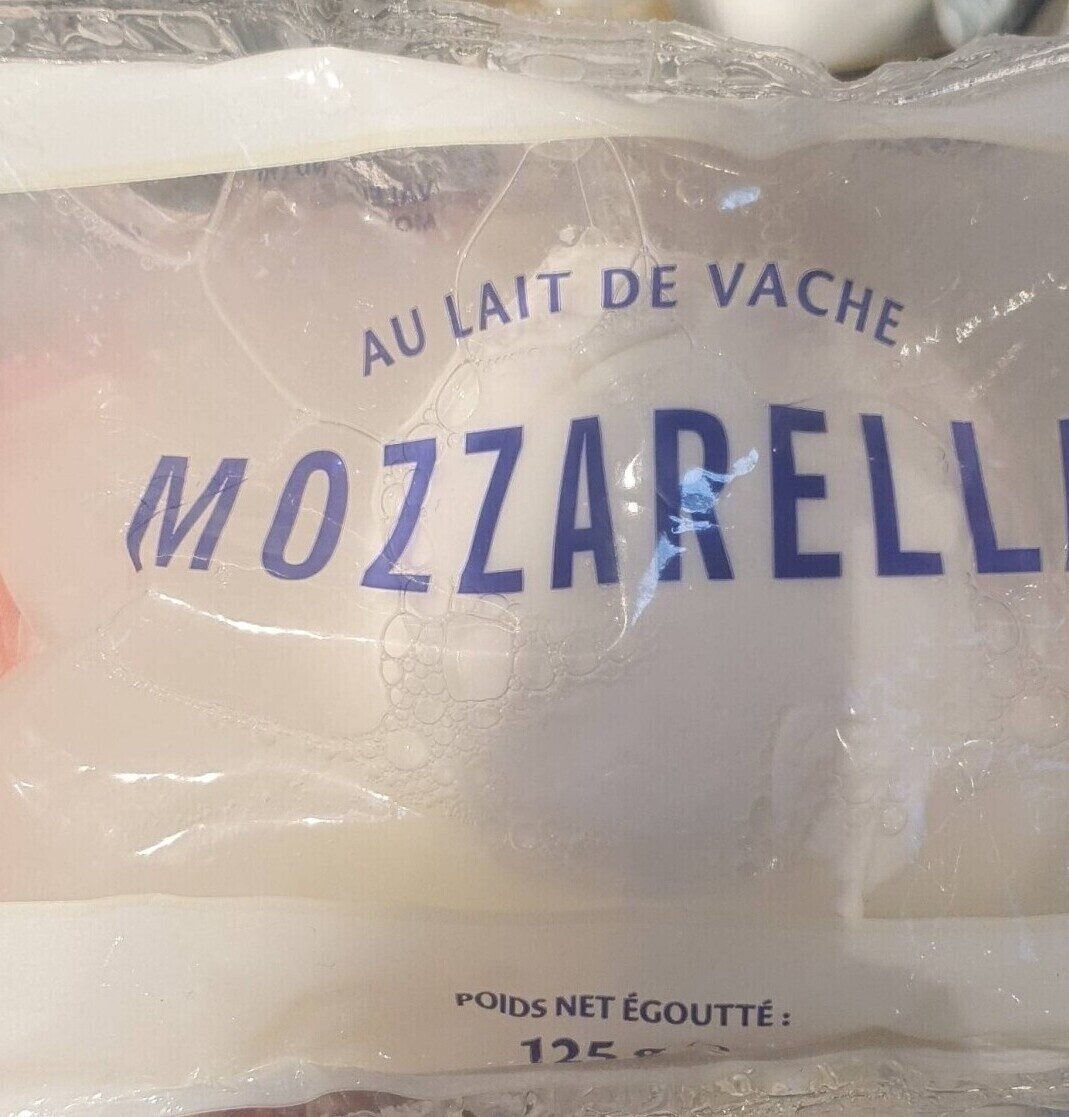 AU LAIT DE VACHE
MOZZARELL
POIDS NET ÉGOUTTÉ :
125 g